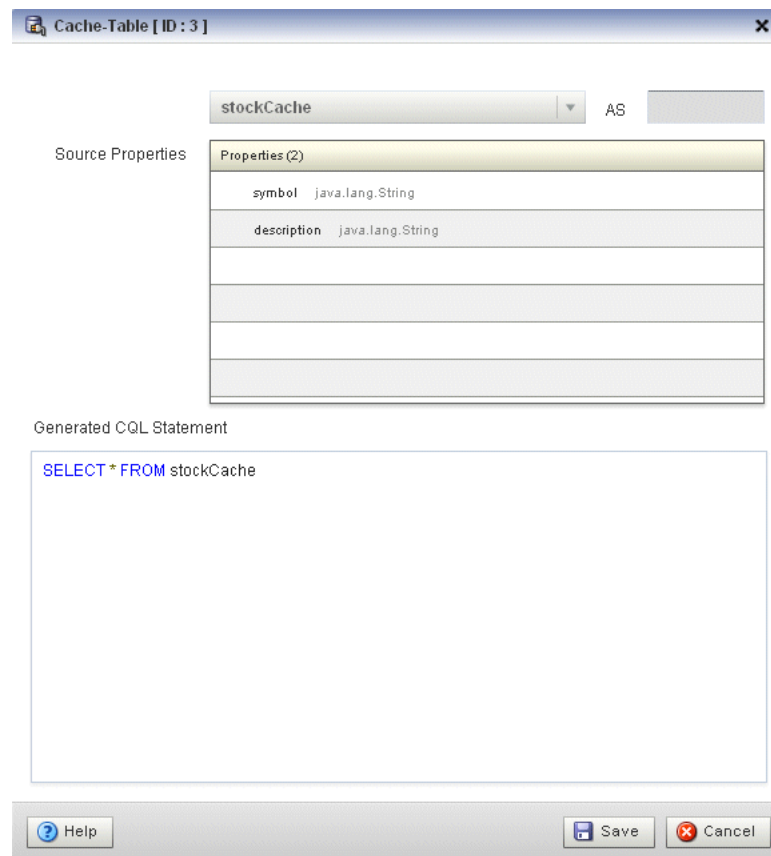 Cache-Table [ ID : 3 ]
stockCache AS
Source Properties
Properties (2)
symbol java.lang.String
description java.lang.String
Generated CQL Statement
SELECT * FROM stockCache
Help Save Cancel